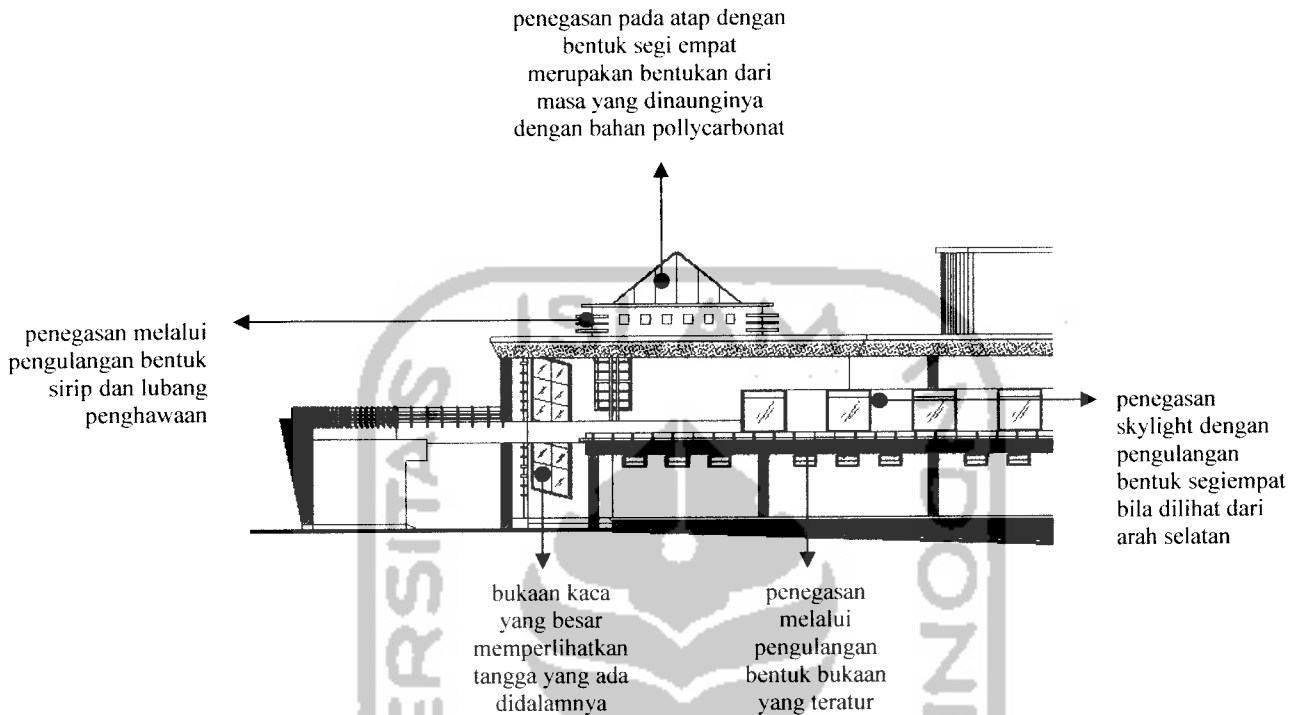 penegasan pada atap dengan
bentuk segi empat
merupakan bentukan dari
masa yang dinaunginya
dengan bahan pollycarbonat
penegasan melalui
pengulangan bentuk
sirip dan lubang
penghawaan
penegasan
skylight dengan
pengulangan
bentuk segiempat
bila dilihat dari
arah selatan
bukaan kaca
yang besar
memperlihatkan
tangga yang ada
didalamnya
penegasan
melalui
pengulangan
bentuk bukaan
yang teratur
ISLAM